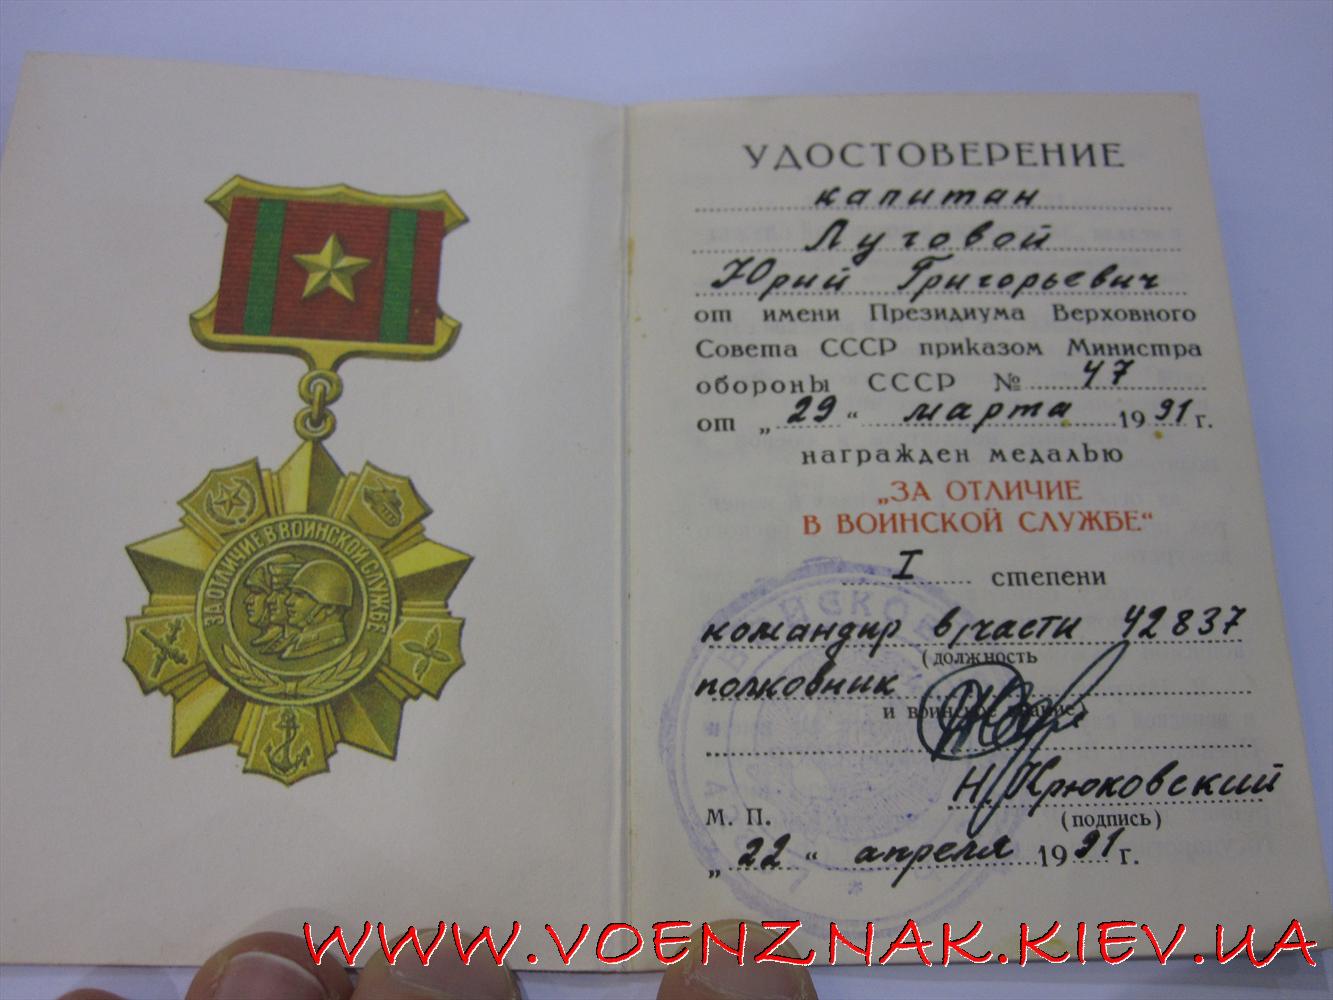 ЗА ОТЛИЧИЕ В ВОИНСКОЙ СЛУЖБЕ
УДОСТОВЕРЕНИЕ
капитан
Луговой
Юрий Григорьевич
от имени Президиума Верховного
Совета СССР приказом Министра
обороны СССР № 47
от „29“ марта 1991 г.
награжден медалью
„ЗА ОТЛИЧИЕ
В ВОИНСКОЙ СЛУЖБЕ“
I степени
командир в/части 42837
(должность
полковник
и воинское звание)
Н. Крюковский
М. П.
(подпись)
„22“ апреля 1991 г.
WWW.VOENZNAK.KIEV.UA